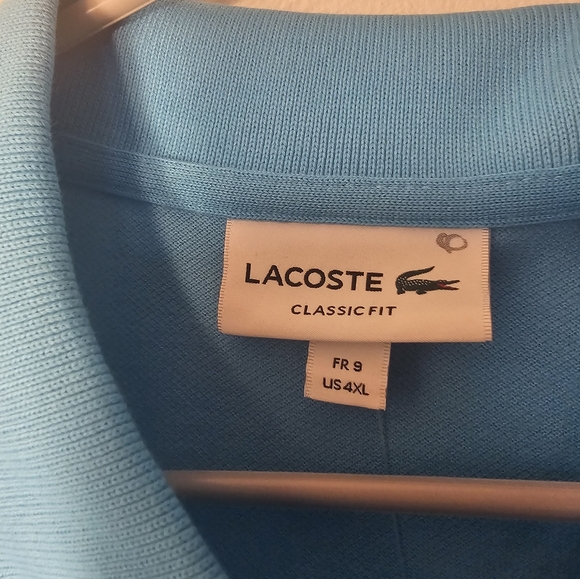 LACOSTE
CLASSIC FIT
FR 9
US 4XL